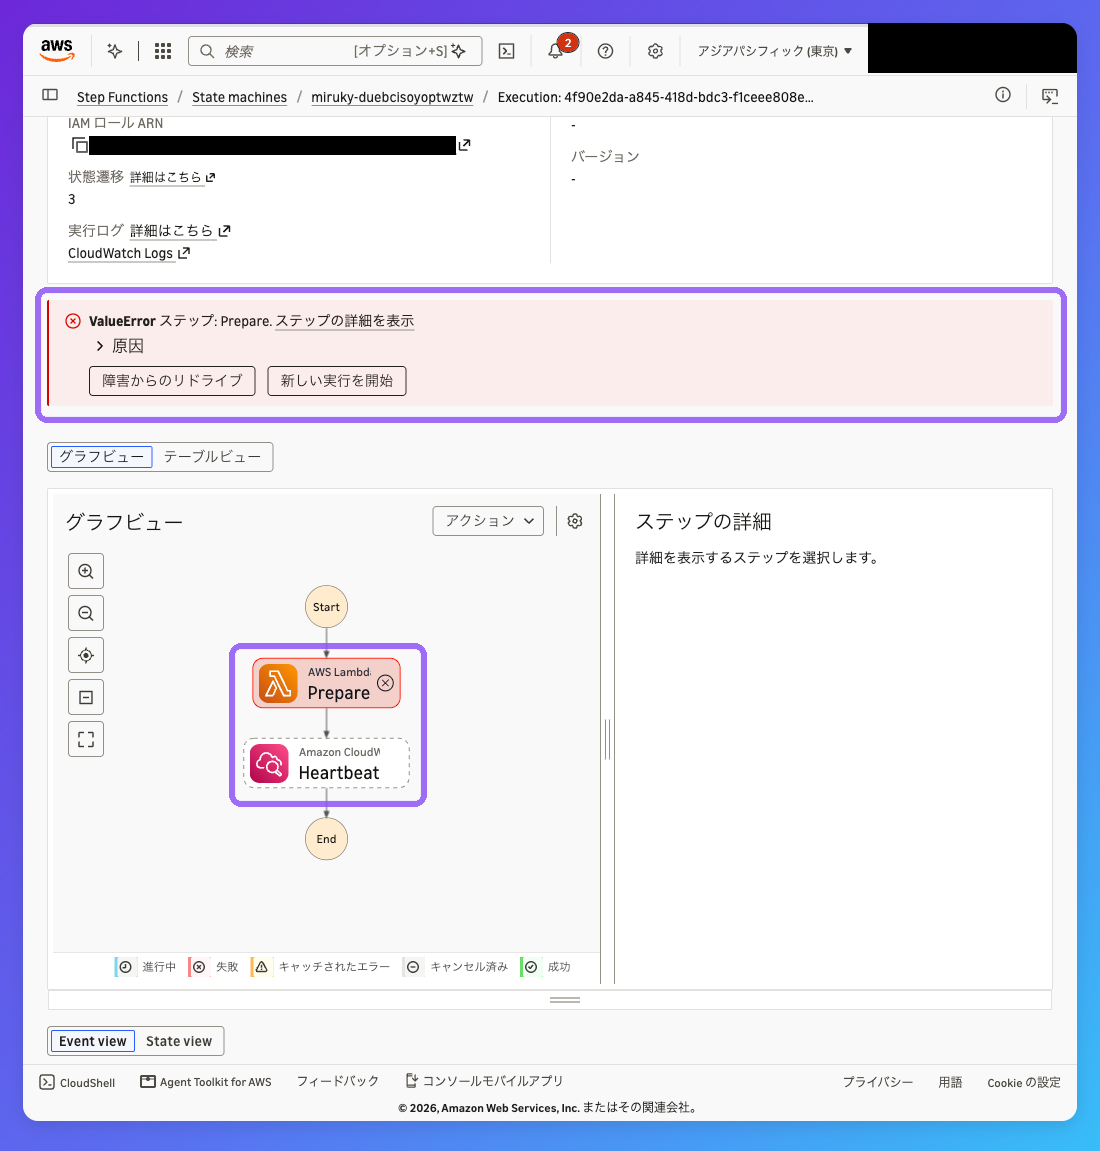 aws
検索 [オプション+S]
2
アジアパシフィック (東京) ▼
Step Functions / State machines / miruky-duebcisoyoptwztw / Execution: 4f90e2da-a845-418d-bdc3-f1ceee808e...
IAM ロール ARN
-
バージョン
-
状態遷移 詳細はこちら
3
実行ログ 詳細はこちら
CloudWatch Logs
ValueError ステップ: Prepare. ステップの詳細を表示
原因
障害からのリドライブ
新しい実行を開始
グラフビュー
テーブルビュー
グラフビュー
アクション
ステップの詳細
詳細を表示するステップを選択します。
Start
AWS Lambd
Prepare
Amazon CloudW
Heartbeat
End
進行中
失敗
キャッチされたエラー
キャンセル済み
成功
Event view
State view
CloudShell
Agent Toolkit for AWS
フィードバック
コンソールモバイルアプリ
プライバシー
用語
Cookie の設定
© 2026, Amazon Web Services, Inc. またはその関連会社。